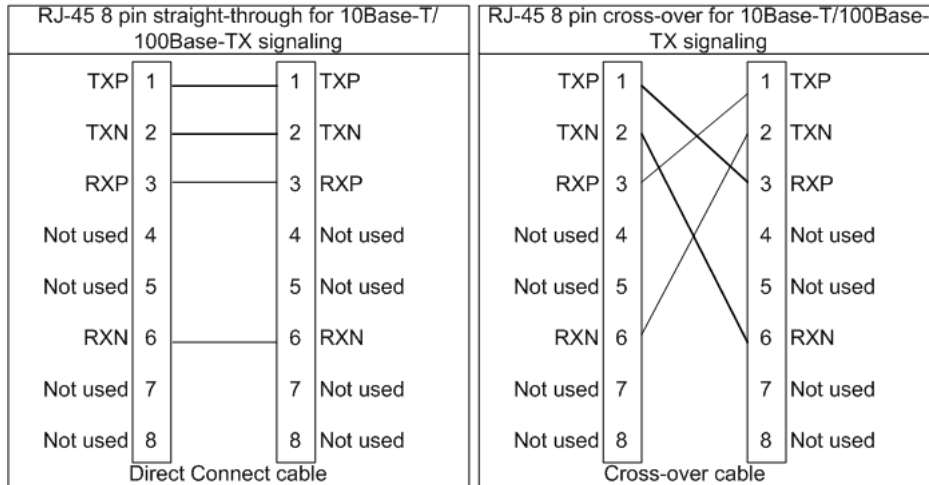 RJ-45 8 pin straight-through for 10Base-T/
100Base-TX signaling
TXP 1 1 TXP
TXN 2 2 TXN
RXP 3 3 RXP
Not used 4 4 Not used
Not used 5 5 Not used
RXN 6 6 RXN
Not used 7 7 Not used
Not used 8 8 Not used
Direct Connect cable
RJ-45 8 pin cross-over for 10Base-T/100Base-
TX signaling
TXP 1 1 TXP
TXN 2 2 TXN
RXP 3 3 RXP
Not used 4 4 Not used
Not used 5 5 Not used
RXN 6 6 RXN
Not used 7 7 Not used
Not used 8 8 Not used
Cross-over cable